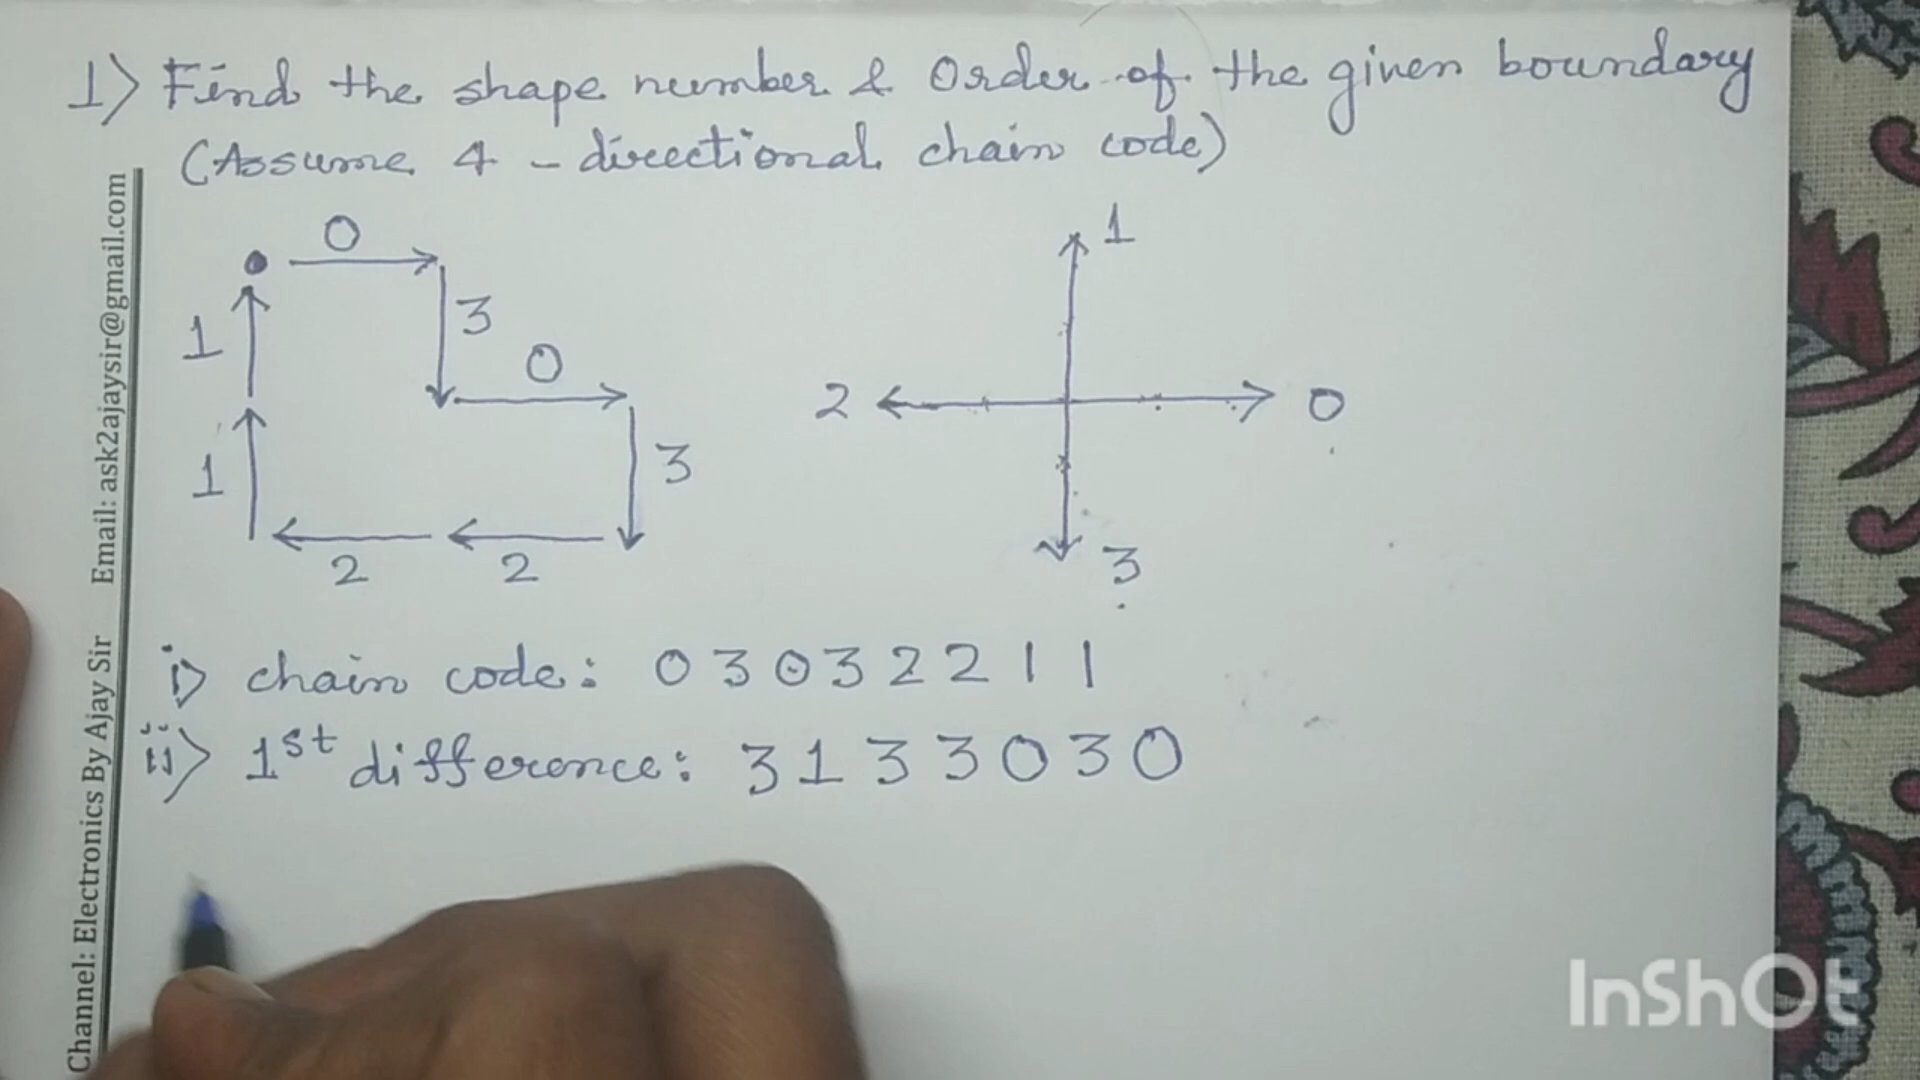 1) Find the shape number & Order of the given boundary
(Assume 4 - directional chain code)
0
1
3
0
1
3
2
2
1
2
0
3
i) chain code: 0 3 0 3 2 2 1 1
ii) 1st difference: 3 1 3 3 0 3 0
Channel: Electronics By Ajay Sir Email: ask2ajaysir@gmail.com
InShOt